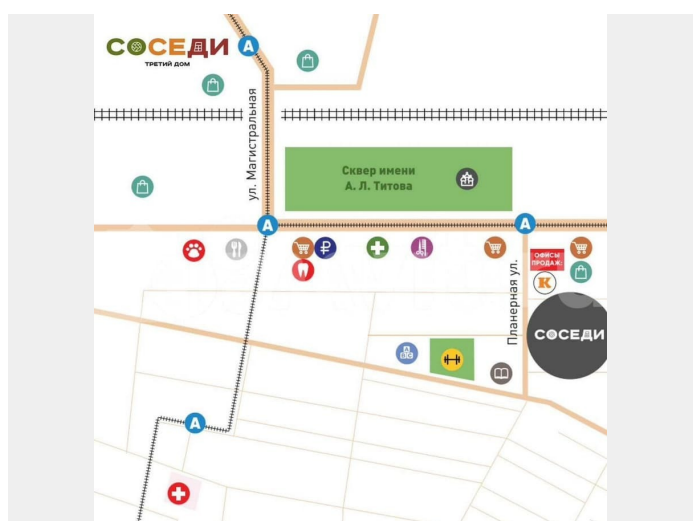 СОСЕДИ
ТРЕТИЙ ДОМ
А
ул. Магистральная
Сквер имени
А. Л. Титова
А
А
₽
ОФИСЫ
ПРОДАЖ:
К
Планерная ул.
СОСЕДИ
А